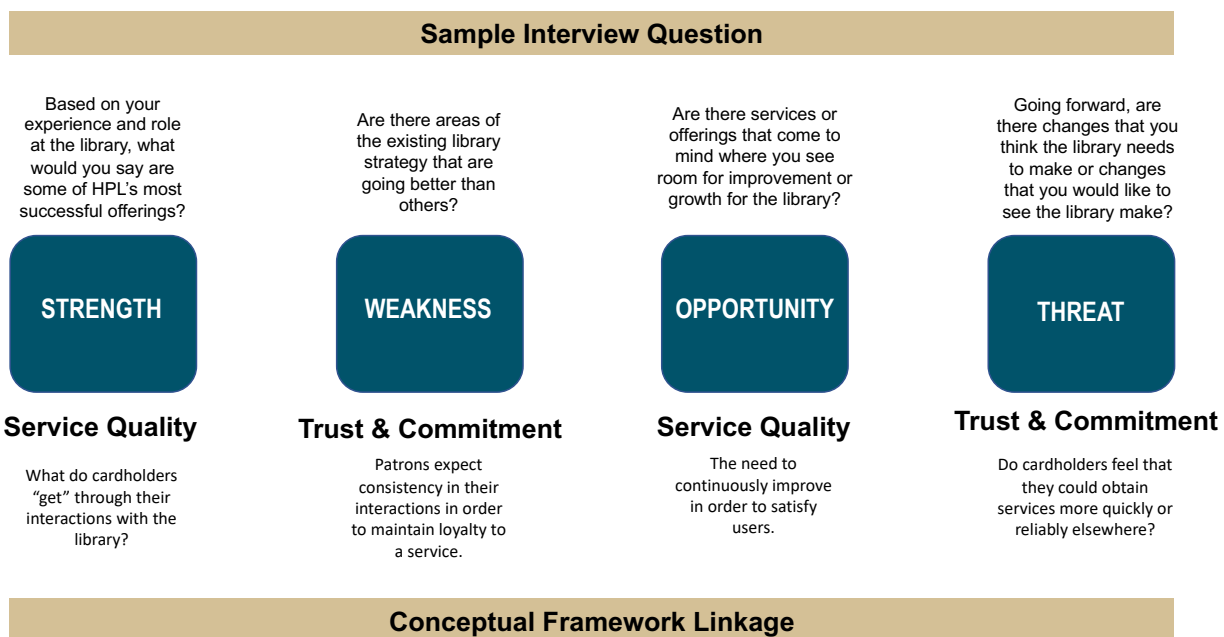 Sample Interview Question
Based on your
experience and role
at the library, what
would you say are
some of HPL's most
successful offerings?
Are there areas of
the existing library
strategy that are
going better than
others?
Are there services or
offerings that come to
mind where you see
room for improvement or
growth for the library?
Going forward, are
there changes that you
think the library needs
to make or changes
that you would like to
see the library make?
STRENGTH
WEAKNESS
OPPORTUNITY
THREAT
Service Quality
Trust & Commitment
Service Quality
Trust & Commitment
What do cardholders
“get” through their
interactions with the
library?
Patrons expect
consistency in their
interactions in order
to maintain loyalty to
a service.
The need to
continuously improve
in order to satisfy
users.
Do cardholders feel that
they could obtain
services more quickly or
reliably elsewhere?
Conceptual Framework Linkage